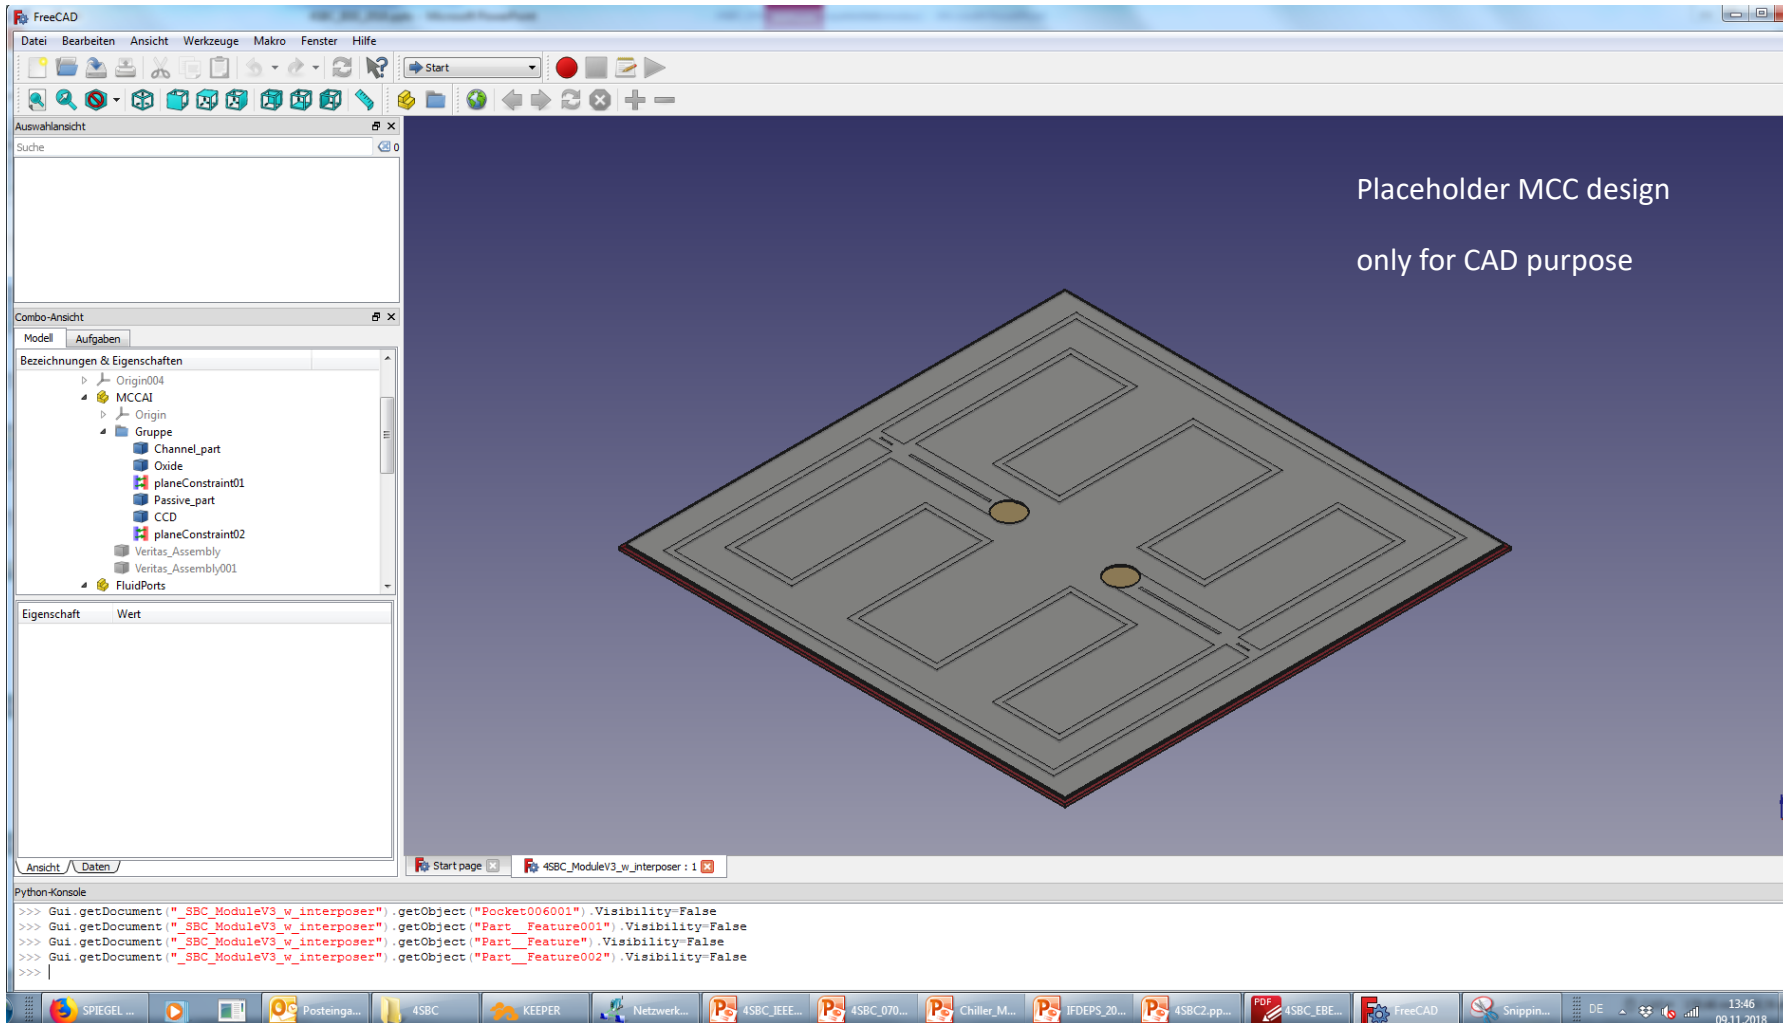 FreeCAD
Datei Bearbeiten Ansicht Werkzeuge Makro Fenster Hilfe
Start
Auswahlansicht
Suche
0
Combo-Ansicht
Modell Aufgaben
Bezeichnungen & Eigenschaften
Origin004
MCCAI
Origin
Gruppe
Channel_part
Oxide
planeConstraint01
Passive_part
CCD
planeConstraint02
Veritas_Assembly
Veritas_Assembly001
FluidPorts
Eigenschaft Wert
Ansicht Daten
Placeholder MCC design
only for CAD purpose
Start page 4SBC_ModuleV3_w_interposer : 1
Python-Konsole
>>> Gui.getDocument("_SBC_ModuleV3_w_interposer").getObject("Pocket006001").Visibility=False
>>> Gui.getDocument("_SBC_ModuleV3_w_interposer").getObject("Part__Feature001").Visibility=False
>>> Gui.getDocument("_SBC_ModuleV3_w_interposer").getObject("Part__Feature").Visibility=False
>>> Gui.getDocument("_SBC_ModuleV3_w_interposer").getObject("Part__Feature002").Visibility=False
>>>
SPIEGEL ... Posteinga... 4SBC KEEPER Netzwerk... 4SBC_IEEE... 4SBC_070... Chiller_M... IFDEPS_20... 4SBC2.pp... 4SBC_EBE... FreeCAD Snippin... DE 13:46
09.11.2018